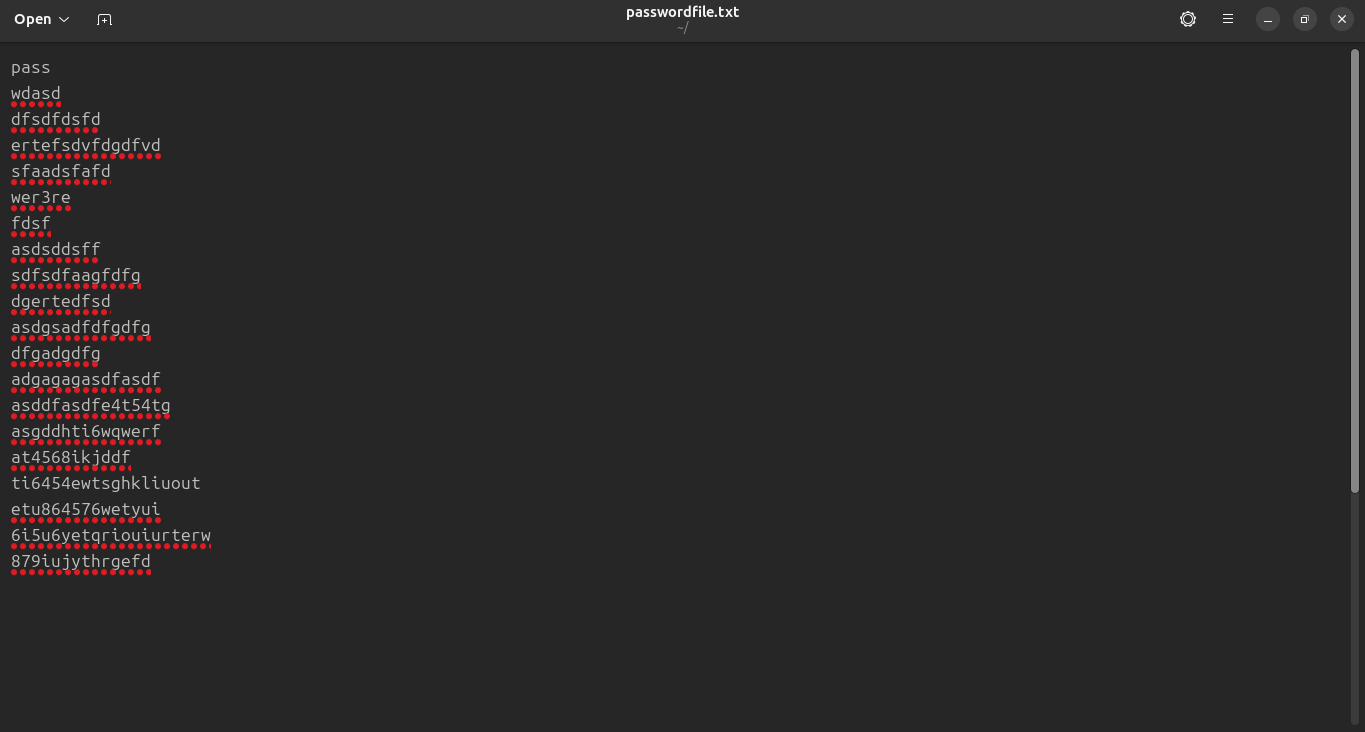 Open
passwordfile.txt
~/
pass
wdasd
dfsdfdsfd
ertefsdvfdgdfvd
sfaadsfafd
wer3re
fdsf
asdsddsff
sdfsdfaagfdfg
dgertedfsd
asdgsadfdfgdfg
dfgadgdfg
adgagagasdfasdf
asddfasdfe4t54tg
asgddhti6wqwerf
at4568ikjddf
ti6454ewtsghkliuout
etu864576wetyui
6i5u6yetqriouiurterw
879iujythrgefd